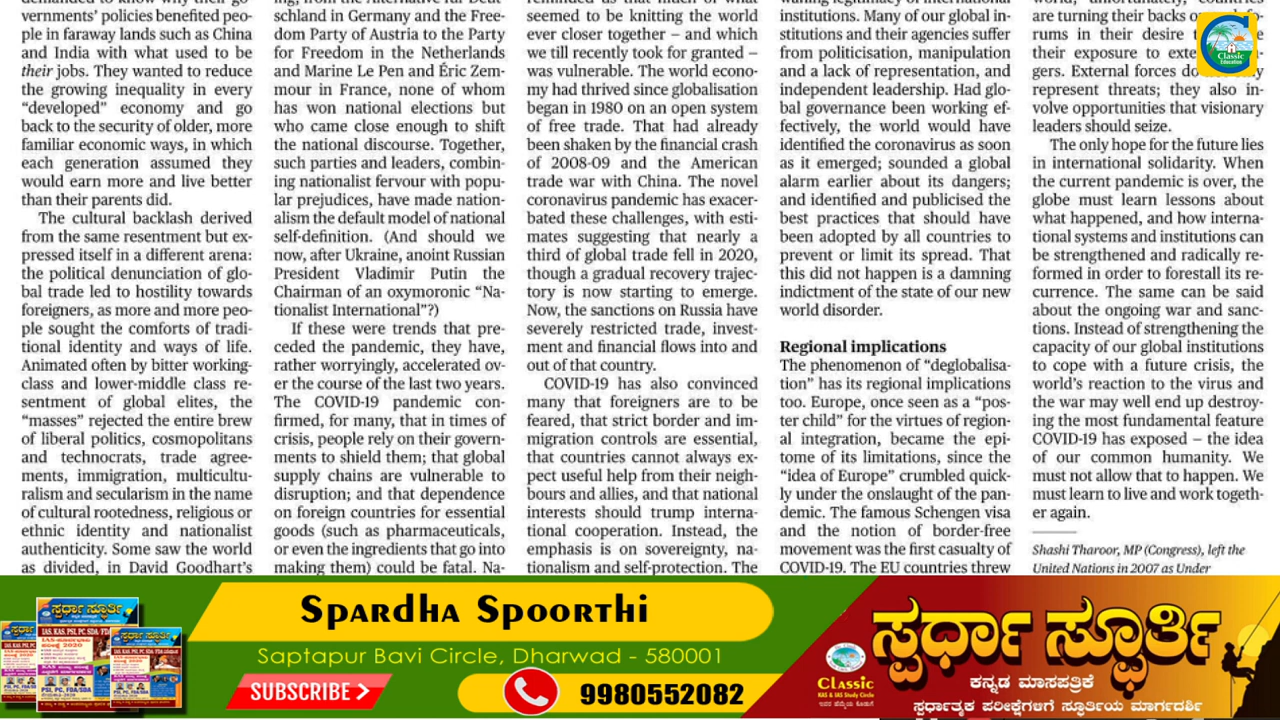 demanded to know why their go-
vernments' policies benefited peo-
ple in faraway lands such as China
and India with what used to be
their jobs. They wanted to reduce
the growing inequality in every
"developed" economy and go
back to the security of older, more
familiar economic ways, in which
each generation assumed they
would earn more and live better
than their parents did.
The cultural backlash derived
from the same resentment but ex-
pressed itself in a different arena:
the political denunciation of glo-
bal trade led to hostility towards
foreigners, as more and more peo-
ple sought the comforts of tradi-
tional identity and ways of life.
Animated often by bitter working-
class and lower-middle class re-
sentment of global elites, the
"masses" rejected the entire brew
of liberal politics, cosmopolitans
and technocrats, trade agree-
ments, immigration, multicultu-
ralism and secularism in the name
of cultural rootedness, religious or
ethnic identity and nationalist
authenticity. Some saw the world
as divided, in David Goodhart's
ing, from the Alternative für Deut-
schland in Germany and the Free-
dom Party of Austria to the Party
for Freedom in the Netherlands
and Marine Le Pen and Éric Zem-
mour in France, none of whom
has won national elections but
who came close enough to shift
the national discourse. Together,
such parties and leaders, combin-
ing nationalist fervour with popu-
lar prejudices, have made nation-
alism the default model of national
self-definition. (And should we
now, after Ukraine, anoint Russian
President Vladimir Putin the
Chairman of an oxymoronic "Na-
tionalist International"?)
If these were trends that pre-
ceded the pandemic, they have,
rather worryingly, accelerated ov-
er the course of the last two years.
The COVID-19 pandemic con-
firmed, for many, that in times of
crisis, people rely on their govern-
ments to shield them; that global
supply chains are vulnerable to
disruption; and that dependence
on foreign countries for essential
goods (such as pharmaceuticals,
or even the ingredients that go into
making them) could be fatal. Na-
reminded us that much of what
seemed to be knitting the world
ever closer together – and which
we till recently took for granted –
was vulnerable. The world econo-
my had thrived since globalisation
began in 1980 on an open system
of free trade. That had already
been shaken by the financial crash
of 2008-09 and the American
trade war with China. The novel
coronavirus pandemic has exacer-
bated these challenges, with esti-
mates suggesting that nearly a
third of global trade fell in 2020,
though a gradual recovery trajec-
tory is now starting to emerge.
Now, the sanctions on Russia have
severely restricted trade, invest-
ment and financial flows into and
out of that country.
COVID-19 has also convinced
many that foreigners are to be
feared, that strict border and im-
migration controls are essential,
that countries cannot always ex-
pect useful help from their neigh-
bours and allies, and that national
interests should trump interna-
tional cooperation. Instead, the
emphasis is on sovereignty, na-
tionalism and self-protection. The
waning legitimacy of international
institutions. Many of our global in-
stitutions and their agencies suffer
from politicisation, manipulation
and a lack of representation, and
independent leadership. Had glo-
bal governance been working ef-
fectively, the world would have
identified the coronavirus as soon
as it emerged; sounded a global
alarm earlier about its dangers;
and identified and publicised the
best practices that should have
been adopted by all countries to
prevent or limit its spread. That
this did not happen is a damning
indictment of the state of our new
world disorder.
Regional implications
The phenomenon of "deglobalisa-
tion" has its regional implications
too. Europe, once seen as a "pos-
ter child" for the virtues of region-
al integration, became the epi-
tome of its limitations, since the
"idea of Europe" crumbled quick-
ly under the onslaught of the pan-
demic. The famous Schengen visa
and the notion of border-free
movement was the first casualty of
COVID-19. The EU countries threw
world, unfortunately, countries
are turning their backs
rums in their desire
their exposure to
gers. External forces
represent threats; they also in-
volve opportunities that visionary
leaders should seize.
The only hope for the future lies
in international solidarity. When
the current pandemic is over, the
globe must learn lessons about
what happened, and how interna-
tional systems and institutions can
be strengthened and radically re-
formed in order to forestall its re-
currence. The same can be said
about the ongoing war and sanc-
tions. Instead of strengthening the
capacity of our global institutions
to cope with a future crisis, the
world's reaction to the virus and
the war may well end up destroy-
ing the most fundamental feature
COVID-19 has exposed – the idea
of our common humanity. We
must not allow that to happen. We
must learn to live and work togeth-
er again.
Shashi Tharoor, MP (Congress), left the
United Nations in 2007 as Under
Classic
Education
Spardha Spoorthi
Saptapur Bavi Circle, Dharwad - 580001
SUBSCRIBE
9980552082
ಸ್ಪರ್ಧಾ ಸ್ಪೂರ್ತಿ
Classic
KAS & IAS Study Circle
ಕನ್ನಡ ಮಾಸಪತ್ರಿಕೆ
ಸ್ಪರ್ಧಾತ್ಮಕ ಪರೀಕ್ಷೆಗಳಿಗೆ ಸ್ಫೂರ್ತಿಯ ಮಾರ್ಗದರ್ಶಿ